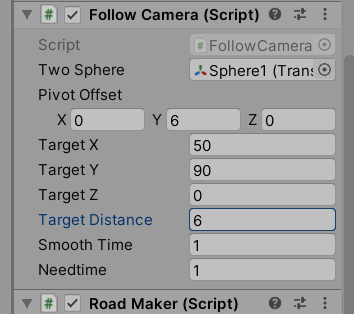 Follow Camera (Script)
Script FollowCamera
Two Sphere Sphere1 (Trans
Pivot Offset
X 0 Y 6 Z 0
Target X 50
Target Y 90
Target Z 0
Target Distance 6
Smooth Time 1
Needtime 1
Road Maker (Script)